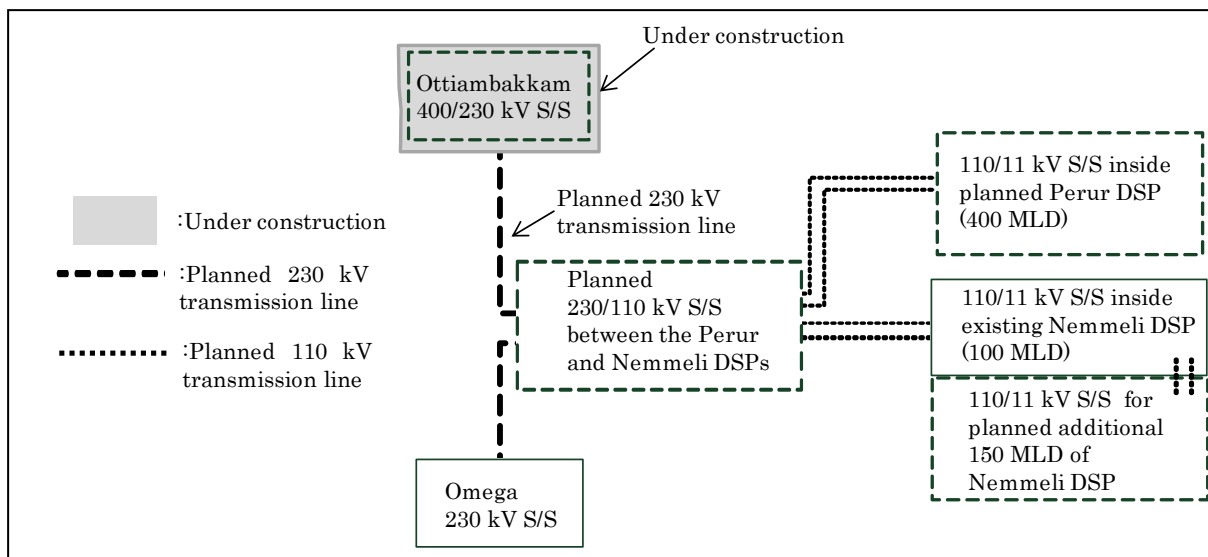 Under construction
Ottiambakkam
400/230 kV S/S
110/11 kV S/S inside
planned Perur DSP
(400 MLD)
Planned 230 kV
transmission line
:Under construction
:Planned 230 kV
transmission line
Planned
230/110 kV S/S
between the Perur
and Nemmeli DSPs
110/11 kV S/S inside
existing Nemmeli DSP
(100 MLD)
:Planned 110 kV
transmission line
110/11 kV S/S for
planned additional
150 MLD of
Nemmeli DSP
Omega
230 kV S/S